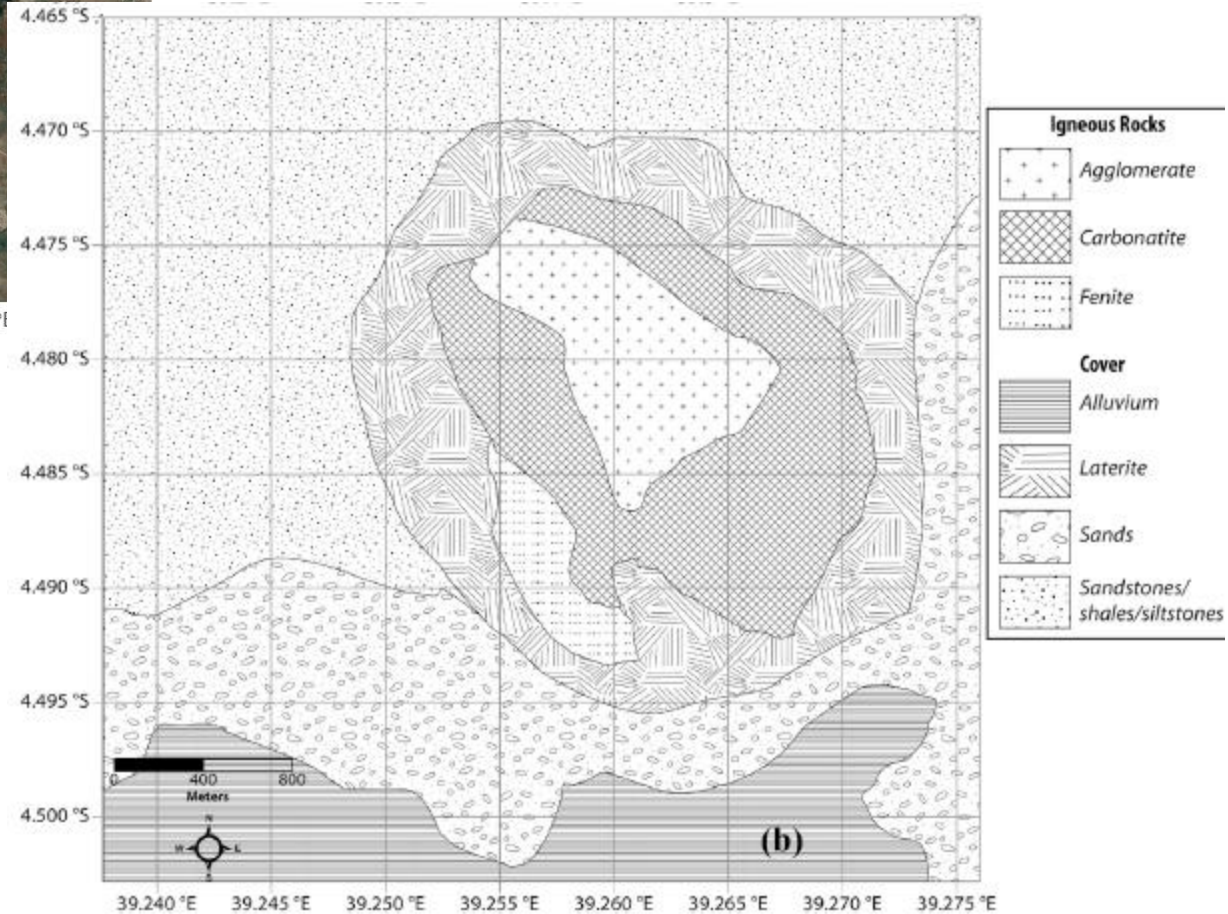 4.465 °S
4.470 °S
4.475 °S
4.480 °S
4.485 °S
4.490 °S
4.495 °S
4.500 °S
39.240 °E
39.245 °E
39.250 °E
39.255 °E
39.260 °E
39.265 °E
39.270 °E
39.275 °E
0 400 800
Meters
N
W L
S
(b)
Igneous Rocks
Agglomerate
Carbonatite
Fenite
Cover
Alluvium
Laterite
Sands
Sandstones/
shales/siltstones